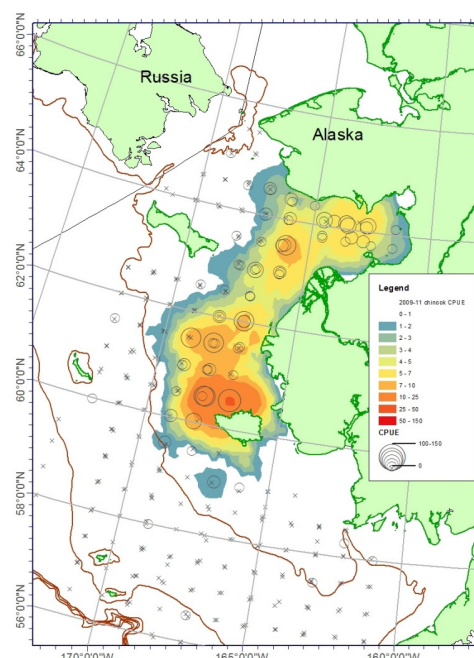 66°0'0"N
Russia
Alaska
64°0'0"N
62°0'0"N
60°0'0"N
58°0'0"N
56°0'0"N
Legend
2009-11 chinook CPUE
0 - 1
1 - 2
2 - 3
3 - 4
4 - 5
5 - 7
7 - 10
10 - 25
25 - 50
50 - 150
CPUE
100-150
0
170°0'0"W
165°0'0"W
160°0'0"W